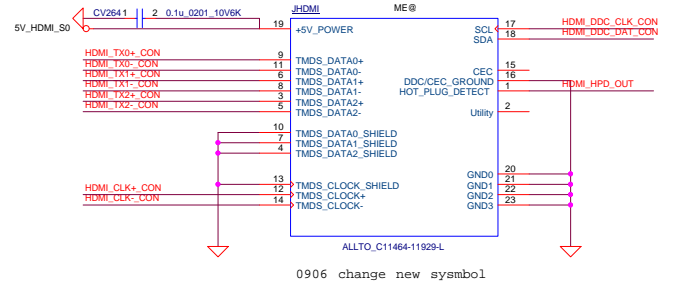 CV264 1 2 0.1u_0201_10V6K
5V_HDMI_S0
JHDMI ME@
19 +5V_POWER SCL 17 HDMI_DDC_CLK_CON
SDA 18 HDMI_DDC_DAT_CON
HDMI_TX0+_CON 9 TMDS_DATA0+
HDMI_TX0-_CON 11 TMDS_DATA0- CEC 15
HDMI_TX1+_CON 6 TMDS_DATA1+ DDC/CEC_GROUND 16
HDMI_TX1-_CON 8 TMDS_DATA1- HOT_PLUG_DETECT 1 HDMI_HPD_OUT
HDMI_TX2+_CON 3 TMDS_DATA2+
HDMI_TX2-_CON 5 TMDS_DATA2- Utility 2
10 TMDS_DATA0_SHIELD
7 TMDS_DATA1_SHIELD
4 TMDS_DATA2_SHIELD
GND0 20
13 TMDS_CLOCK_SHIELD GND1 21
HDMI_CLK+_CON 12 TMDS_CLOCK+ GND2 22
HDMI_CLK-_CON 14 TMDS_CLOCK- GND3 23
ALLTO_C11464-11929-L
0906 change new sysmbol